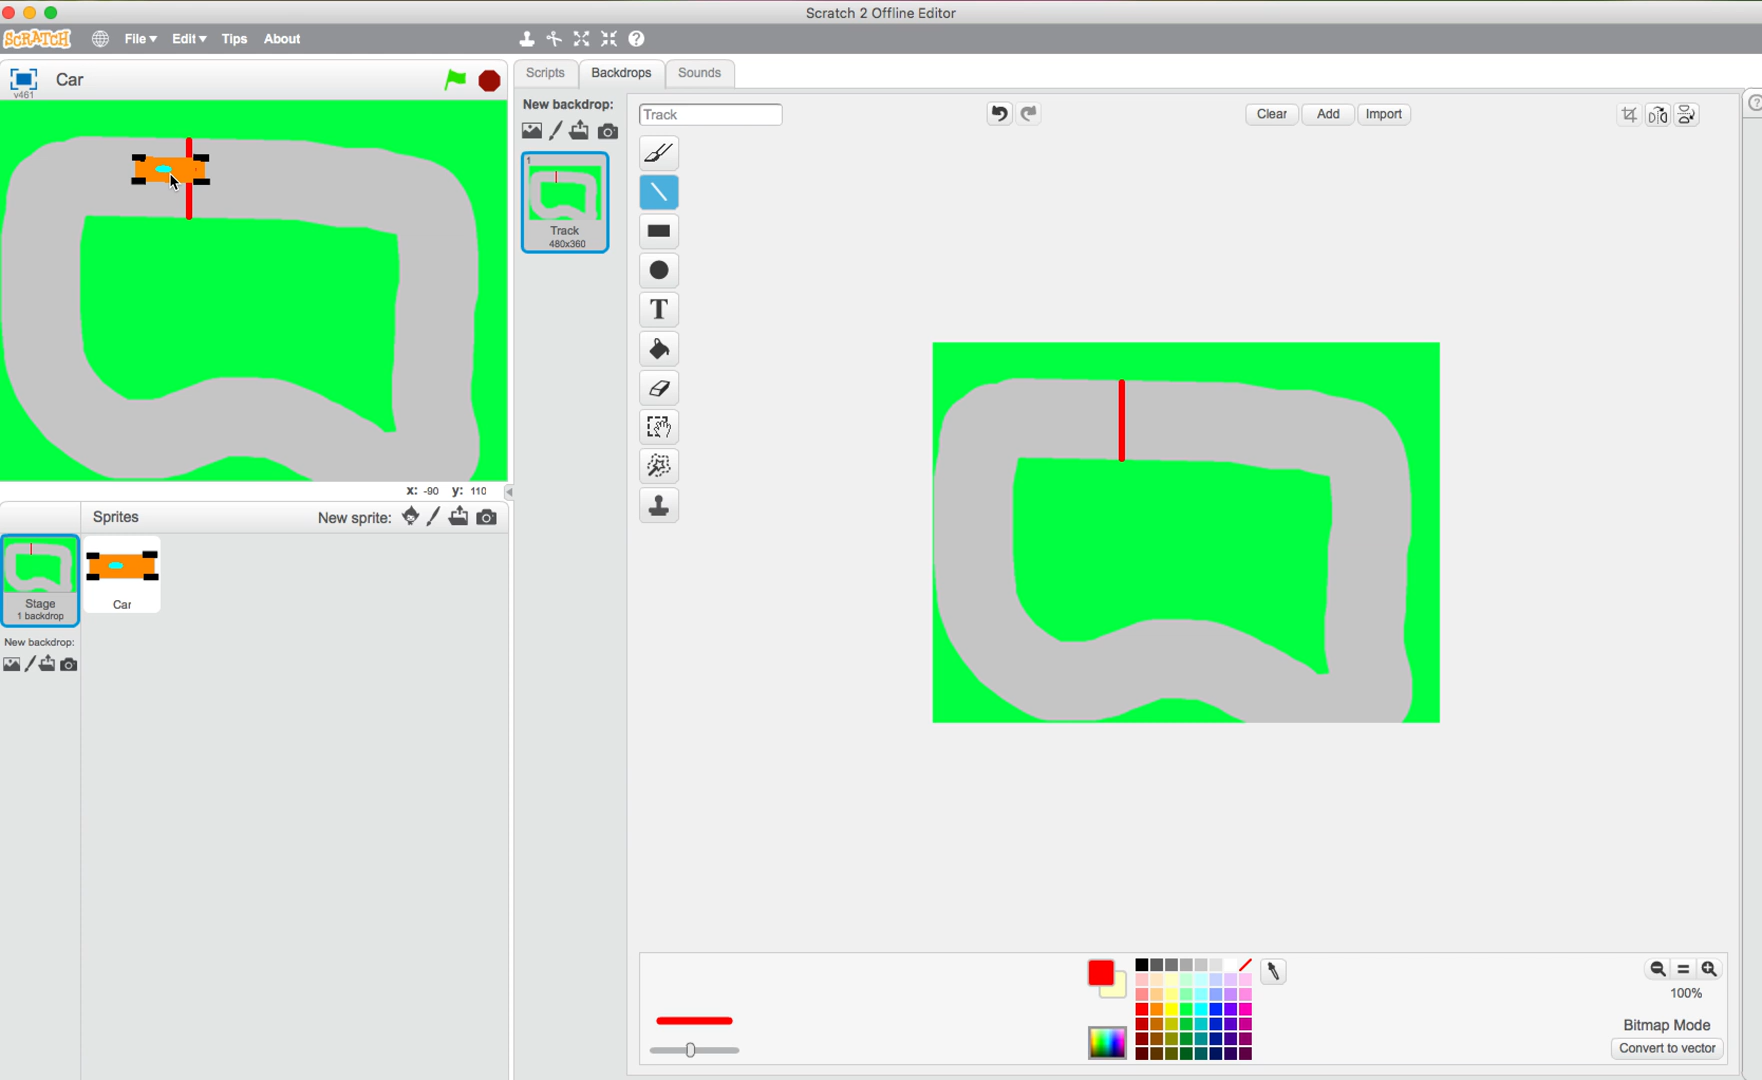 Scratch 2 Offline Editor
SCRATCH File Edit Tips About
v461 Car
Scripts Backdrops Sounds
New backdrop:
Track
Clear Add Import
1
Track
480x360
T
x: -90 y: 110
Sprites New sprite:
Stage
1 backdrop
Car
New backdrop:
100%
Bitmap Mode
Convert to vector